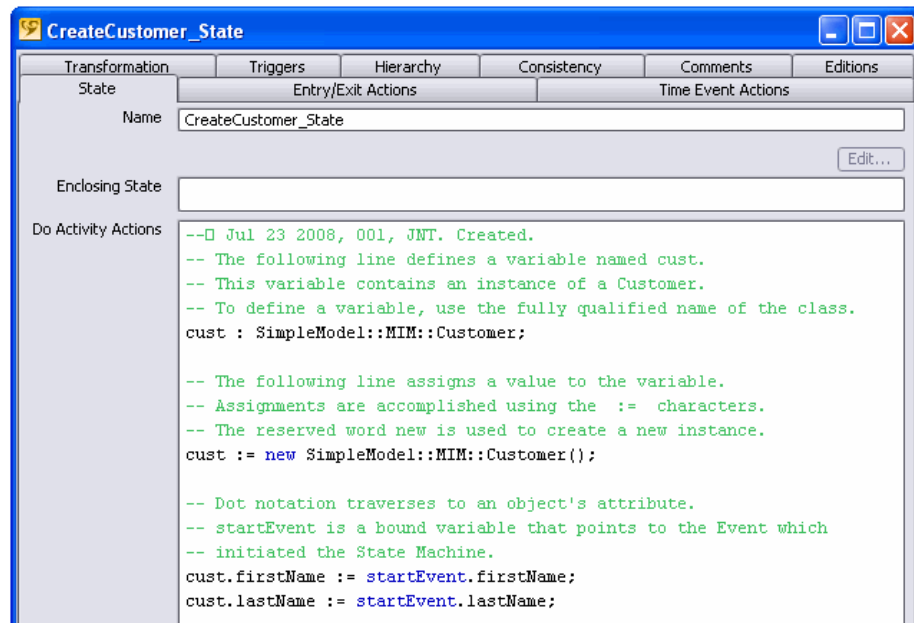 CreateCustomer_State
Transformation Triggers Hierarchy Consistency Comments Editions
State Entry/Exit Actions Time Event Actions
Name CreateCustomer_State
Edit...
Enclosing State
Do Activity Actions
--▯ Jul 23 2008, 001, JNT. Created.
-- The following line defines a variable named cust.
-- This variable contains an instance of a Customer.
-- To define a variable, use the fully qualified name of the class.
cust : SimpleModel::MIM::Customer;
-- The following line assigns a value to the variable.
-- Assignments are accomplished using the := characters.
-- The reserved word new is used to create a new instance.
cust := new SimpleModel::MIM::Customer();
-- Dot notation traverses to an object's attribute.
-- startEvent is a bound variable that points to the Event which
-- initiated the State Machine.
cust.firstName := startEvent.firstName;
cust.lastName := startEvent.lastName;